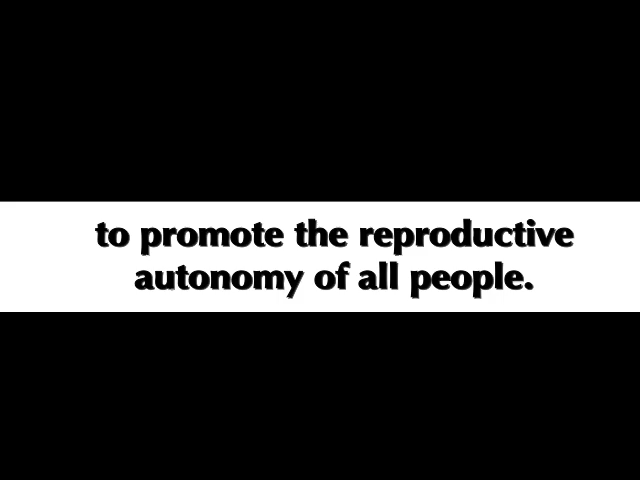 to promote the reproductive
autonomy of all people.